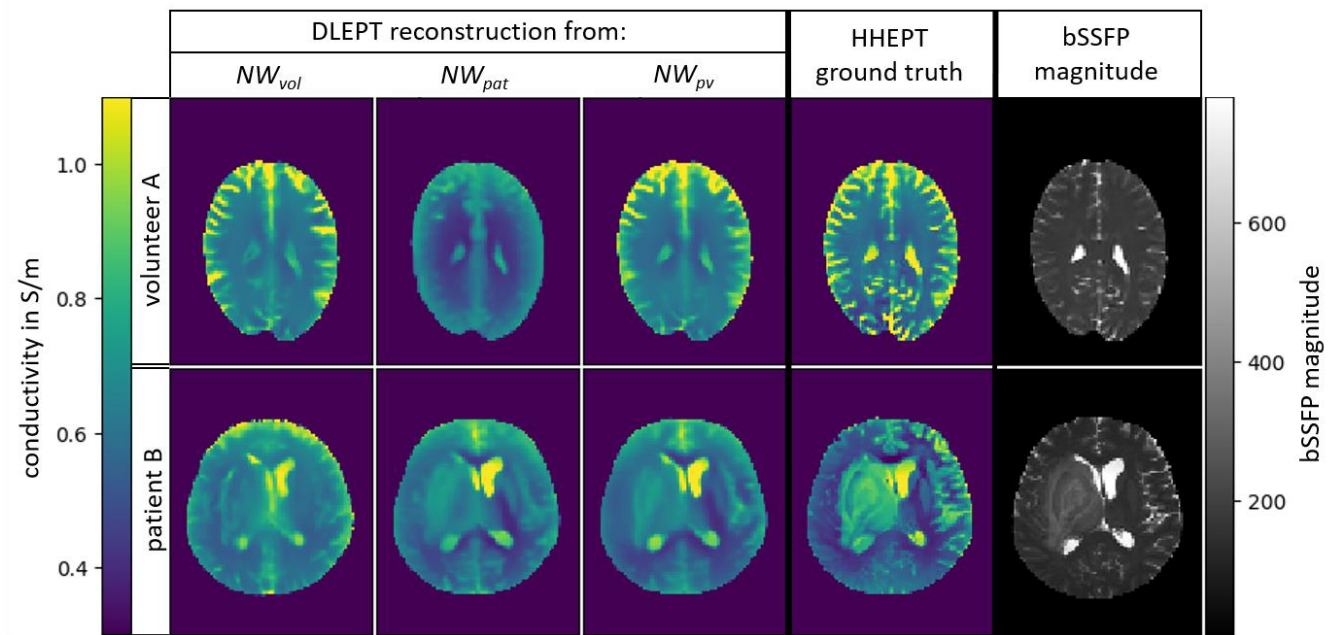 DLEPT reconstruction from:
HHEPT
ground truth
bSSFP
magnitude
NWvol
NWpat
NWpv
conductivity in S/m
1.0
0.8
0.6
0.4
volunteer A
patient B
600
400
200
bSSFP magnitude